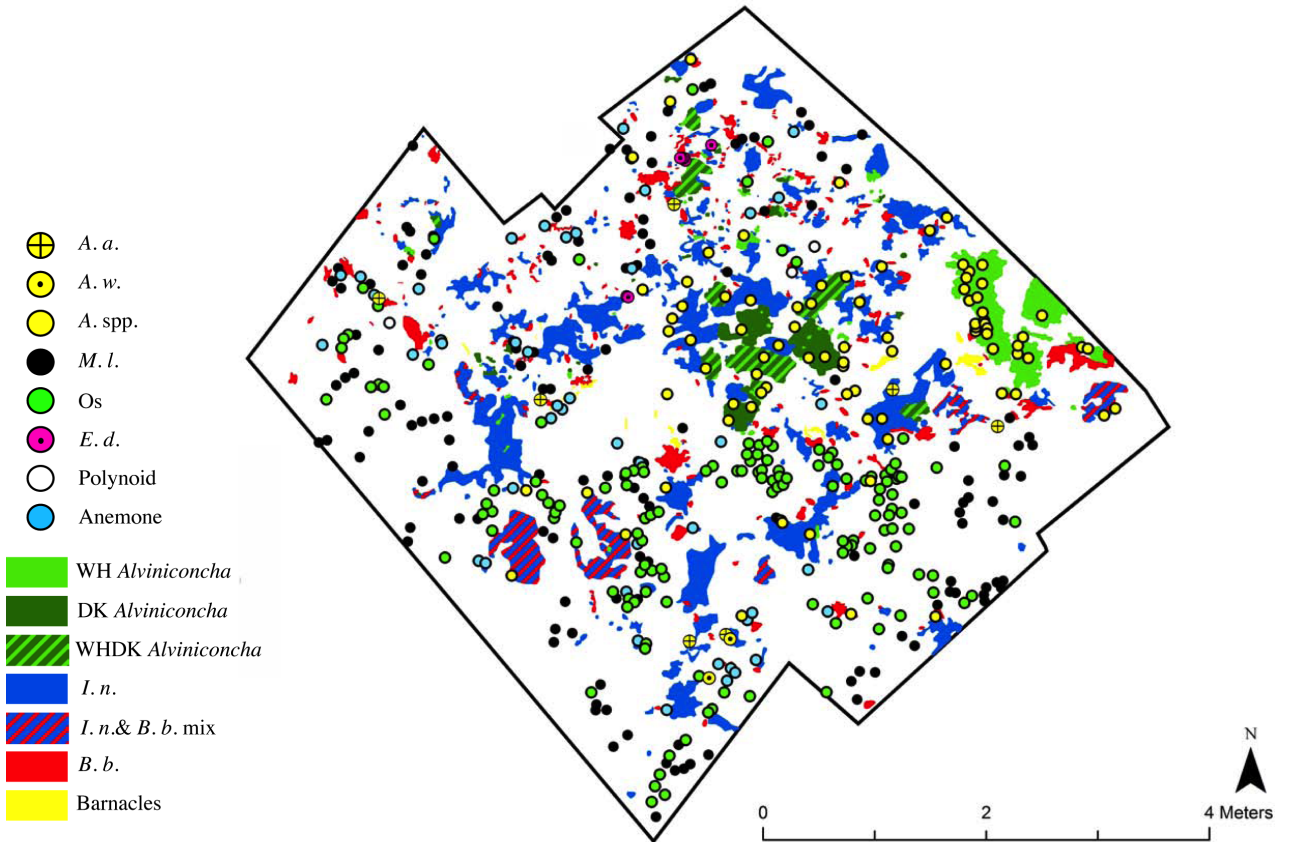 A. a.
A. w.
A. spp.
M. l.
Os
E. d.
Polynoid
Anemone
WH Alviniconcha
DK Alviniconcha
WHDK Alviniconcha
I. n.
I. n.& B. b. mix
B. b.
Barnacles
N
0 2 4 Meters